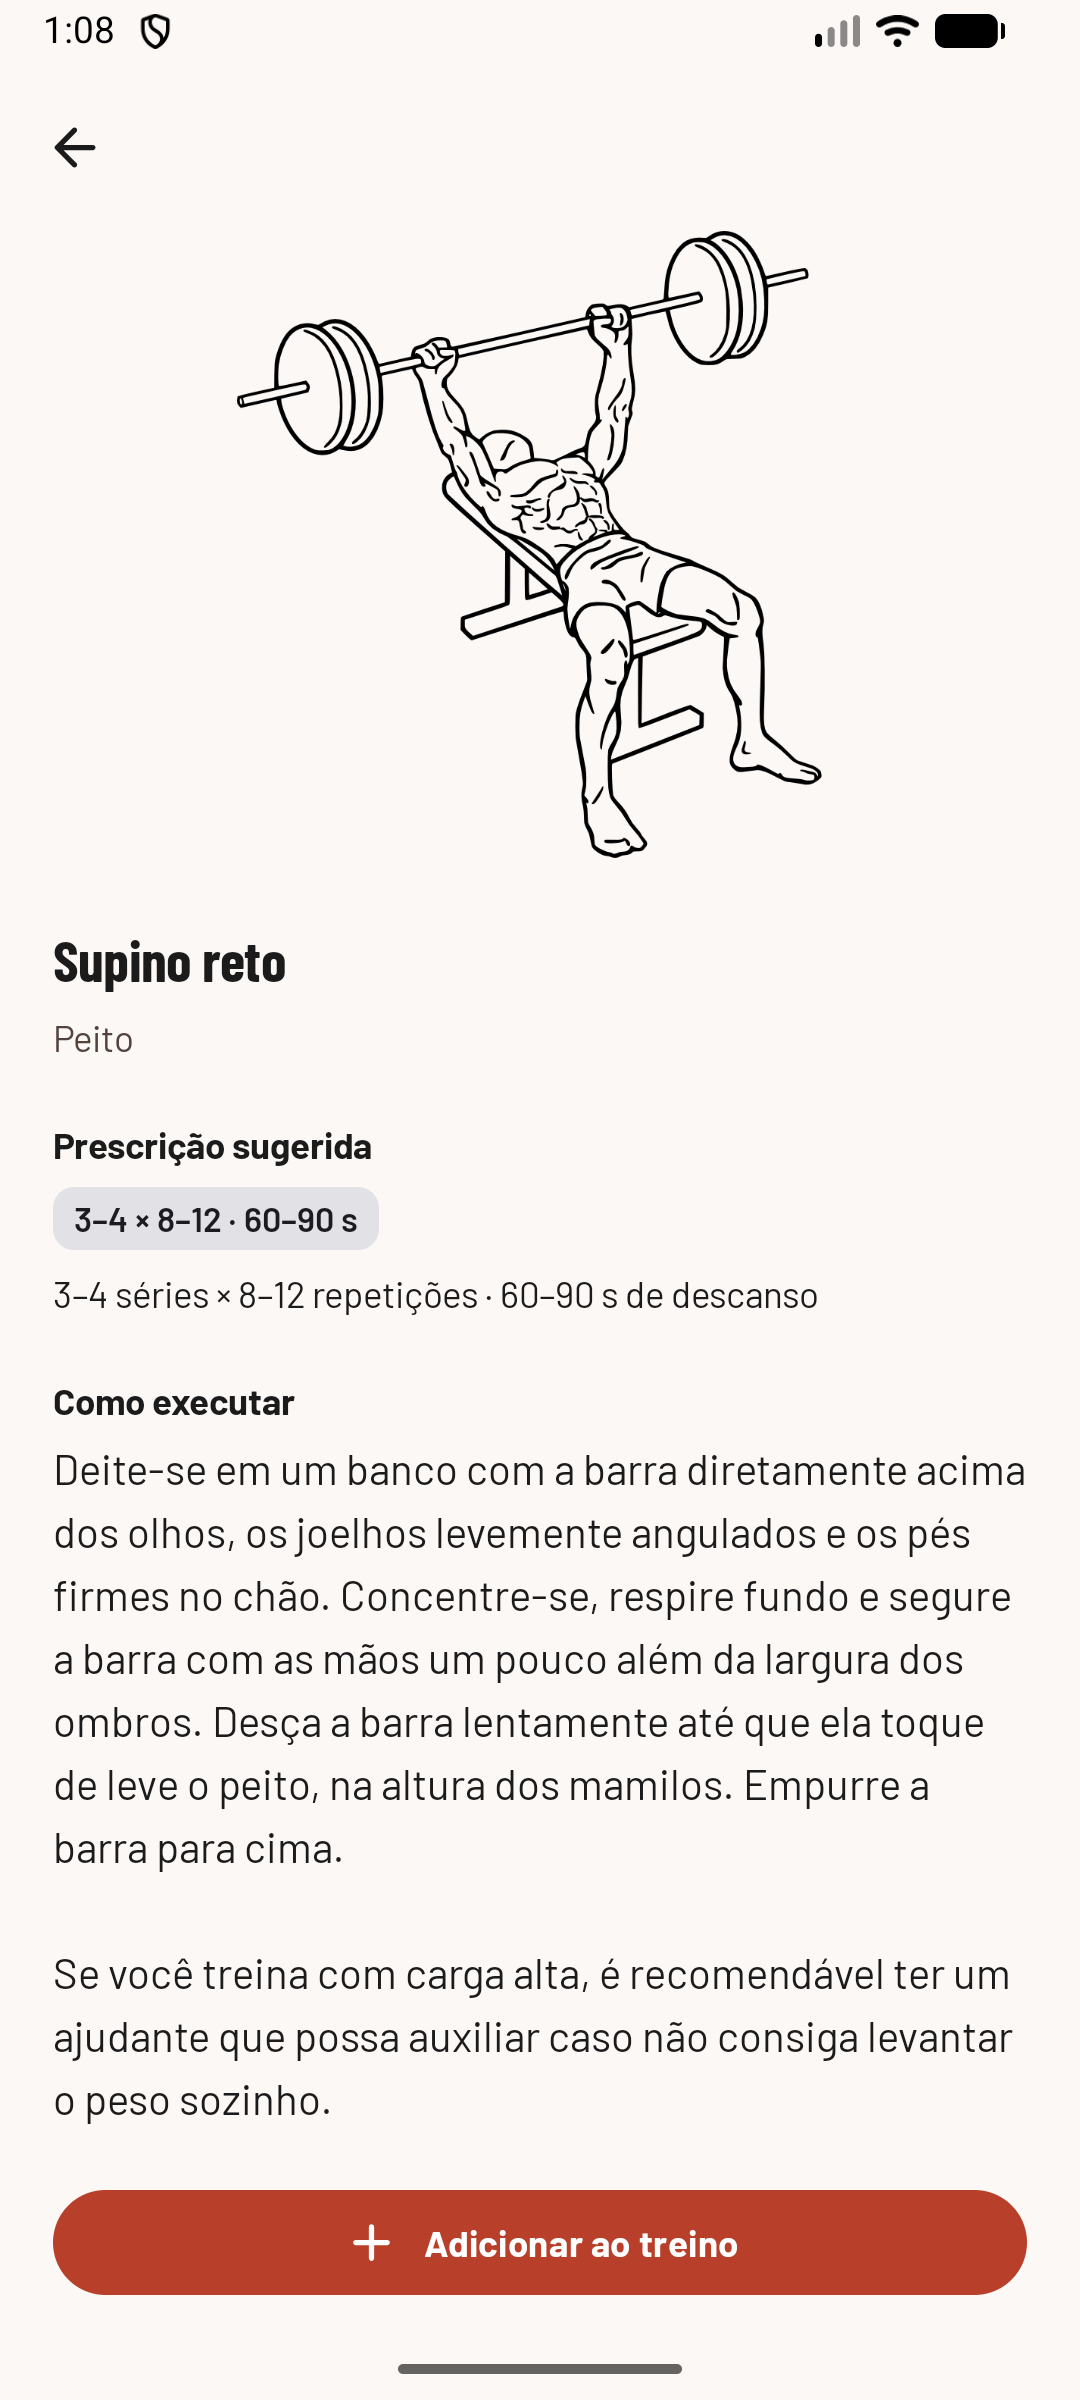 1:08
Supino reto
Peito
Prescrição sugerida
3–4 × 8–12 · 60–90 s
3–4 séries × 8–12 repetições · 60–90 s de descanso
Como executar
Deite-se em um banco com a barra diretamente acima
dos olhos, os joelhos levemente angulados e os pés
firmes no chão. Concentre-se, respire fundo e segure
a barra com as mãos um pouco além da largura dos
ombros. Desça a barra lentamente até que ela toque
de leve o peito, na altura dos mamilos. Empurre a
barra para cima.
Se você treina com carga alta, é recomendável ter um
ajudante que possa auxiliar caso não consiga levantar
o peso sozinho.
Adicionar ao treino